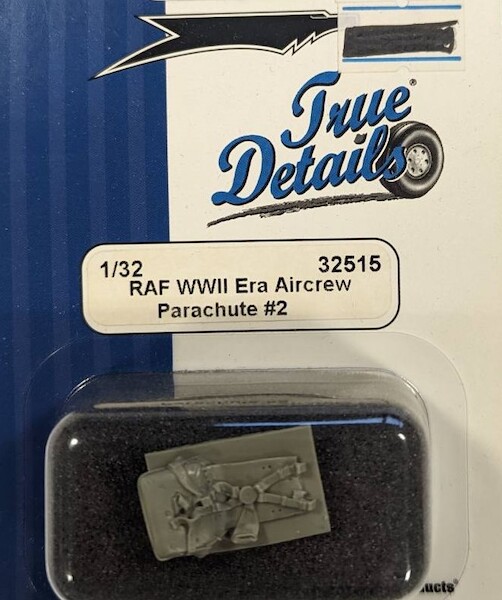 True
Details®
1/32 32515
RAF WWII Era Aircrew
Parachute #2